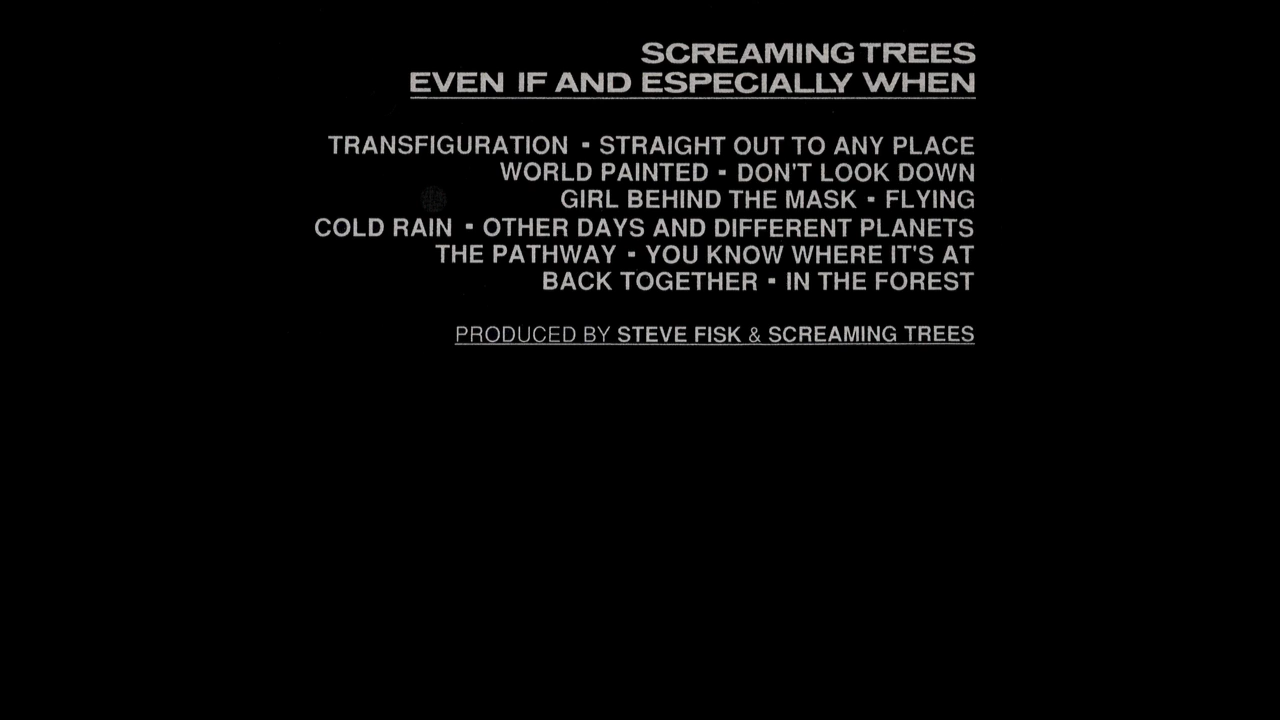 SCREAMING TREES
EVEN IF AND ESPECIALLY WHEN
TRANSFIGURATION ▪ STRAIGHT OUT TO ANY PLACE
WORLD PAINTED ▪ DON'T LOOK DOWN
GIRL BEHIND THE MASK ▪ FLYING
COLD RAIN ▪ OTHER DAYS AND DIFFERENT PLANETS
THE PATHWAY ▪ YOU KNOW WHERE IT'S AT
BACK TOGETHER ▪ IN THE FOREST
PRODUCED BY STEVE FISK & SCREAMING TREES